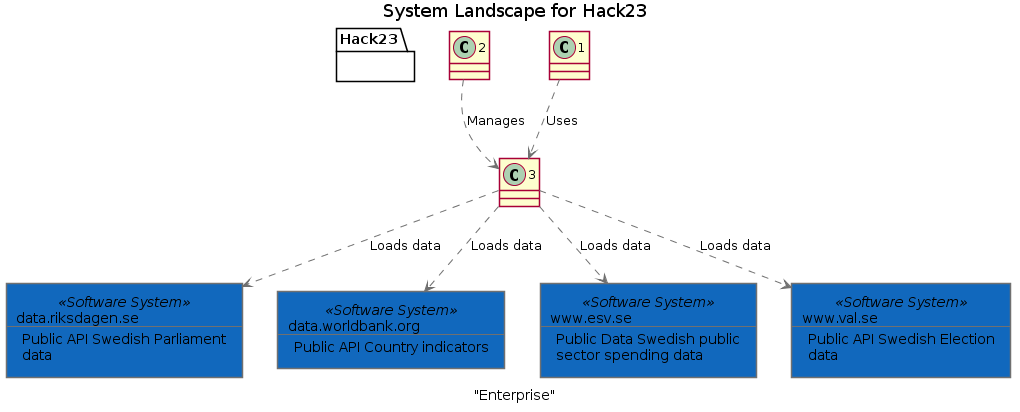 System Landscape for Hack23
Hack23
C 2
C 1
Manages
Uses
C 3
Loads data
Loads data
Loads data
Loads data
«Software System»
data.riksdagen.se
Public API Swedish Parliament
data
«Software System»
data.worldbank.org
Public API Country indicators
«Software System»
www.esv.se
Public Data Swedish public
sector spending data
«Software System»
www.val.se
Public API Swedish Election
data
"Enterprise"